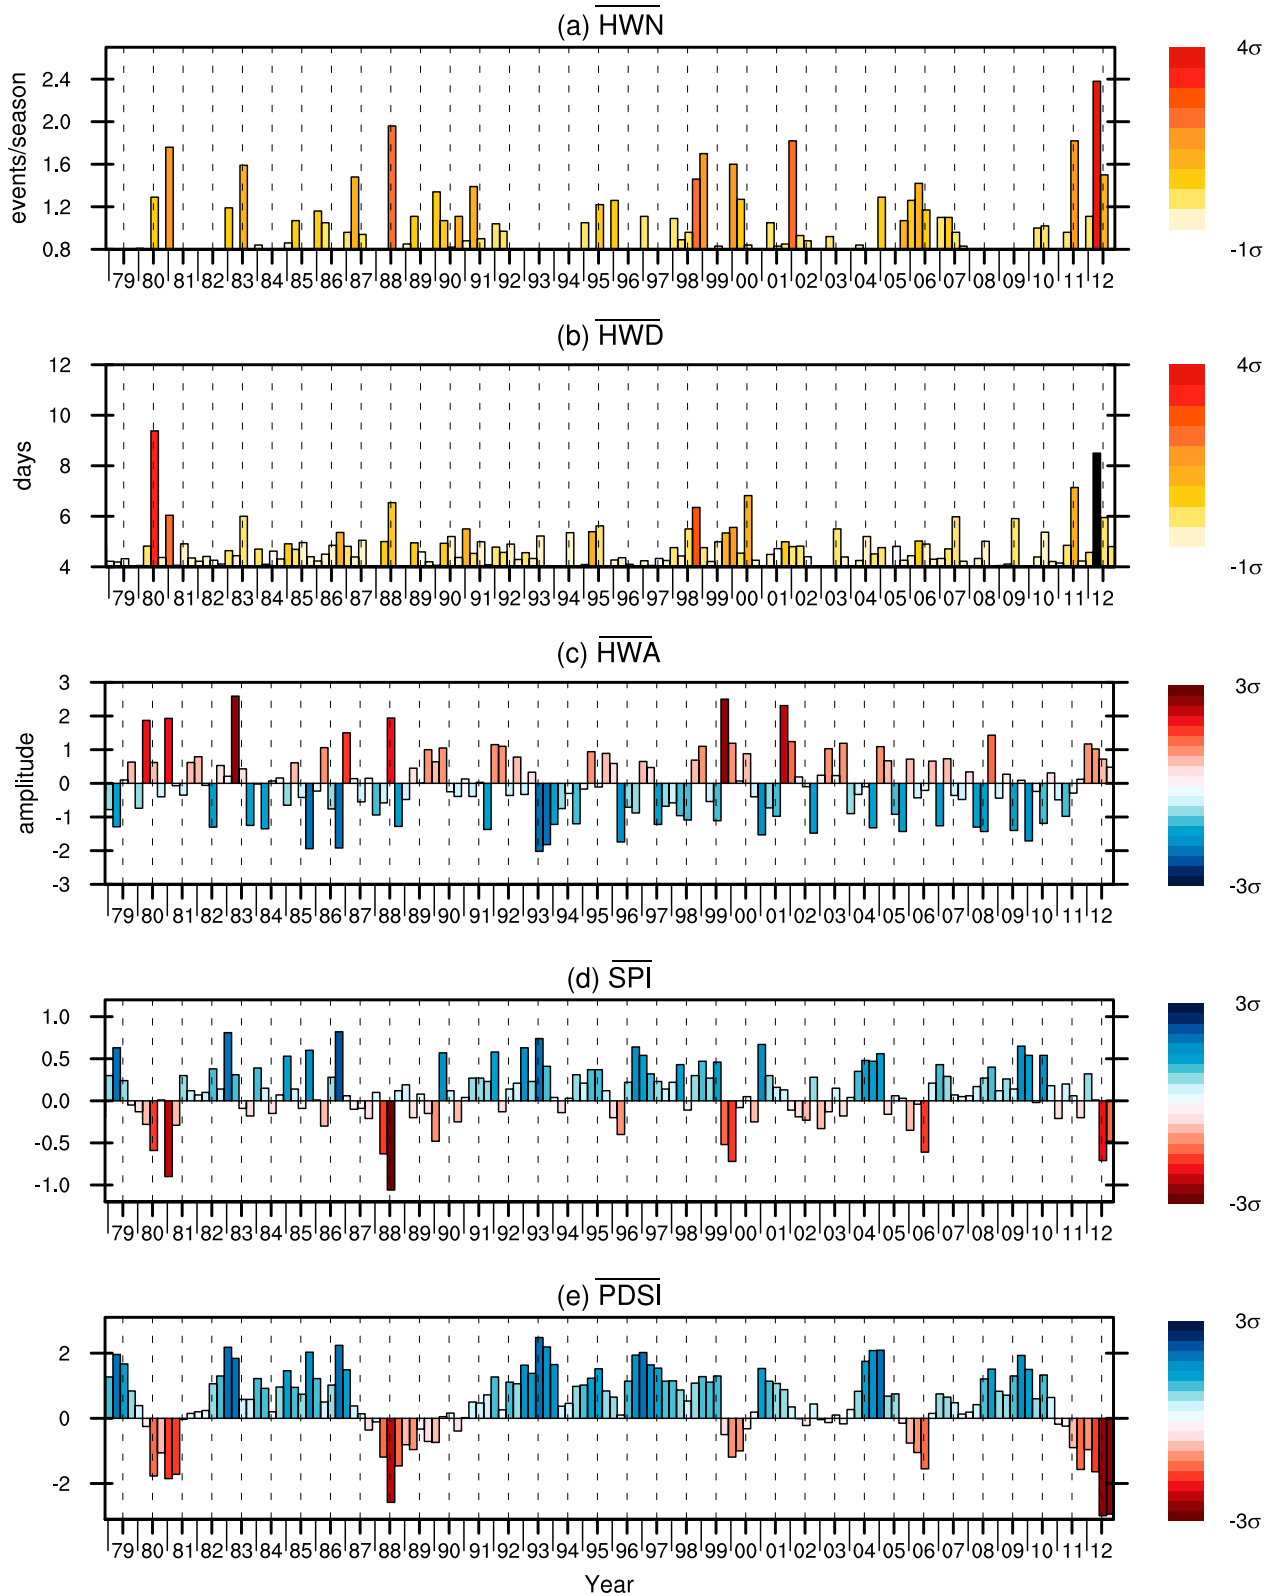 (a) HWN
events/season
2.4
2.0
1.6
1.2
0.8
79 80 81 82 83 84 85 86 87 88 89 90 91 92 93 94 95 96 97 98 99 00 01 02 03 04 05 06 07 08 09 10 11 12
4σ
-1σ
(b) HWD
days
12
10
8
6
4
79 80 81 82 83 84 85 86 87 88 89 90 91 92 93 94 95 96 97 98 99 00 01 02 03 04 05 06 07 08 09 10 11 12
4σ
-1σ
(c) HWA
amplitude
3
2
1
0
-1
-2
-3
79 80 81 82 83 84 85 86 87 88 89 90 91 92 93 94 95 96 97 98 99 00 01 02 03 04 05 06 07 08 09 10 11 12
3σ
-3σ
(d) SPI
1.0
0.5
0.0
-0.5
-1.0
79 80 81 82 83 84 85 86 87 88 89 90 91 92 93 94 95 96 97 98 99 00 01 02 03 04 05 06 07 08 09 10 11 12
3σ
-3σ
(e) PDSI
2
0
-2
79 80 81 82 83 84 85 86 87 88 89 90 91 92 93 94 95 96 97 98 99 00 01 02 03 04 05 06 07 08 09 10 11 12
Year
3σ
-3σ